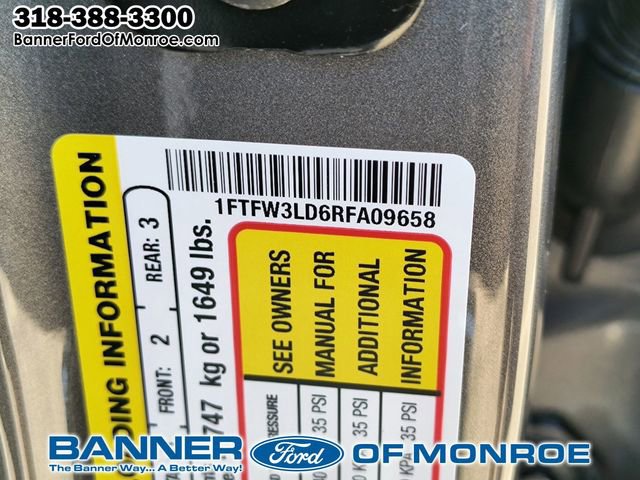 318-388-3300
BannerFordOfMonroe.com
1FTFW3LD6RFA09658
INFORMATION
FRONT: 2 REAR: 3
747 kg or 1649 lbs.
SEE OWNERS
MANUAL FOR
ADDITIONAL
INFORMATION
35 PSI
35 PSI
KPA 35 PSI
BANNER Ford OF MONROE
The Banner Way... A Better Way!